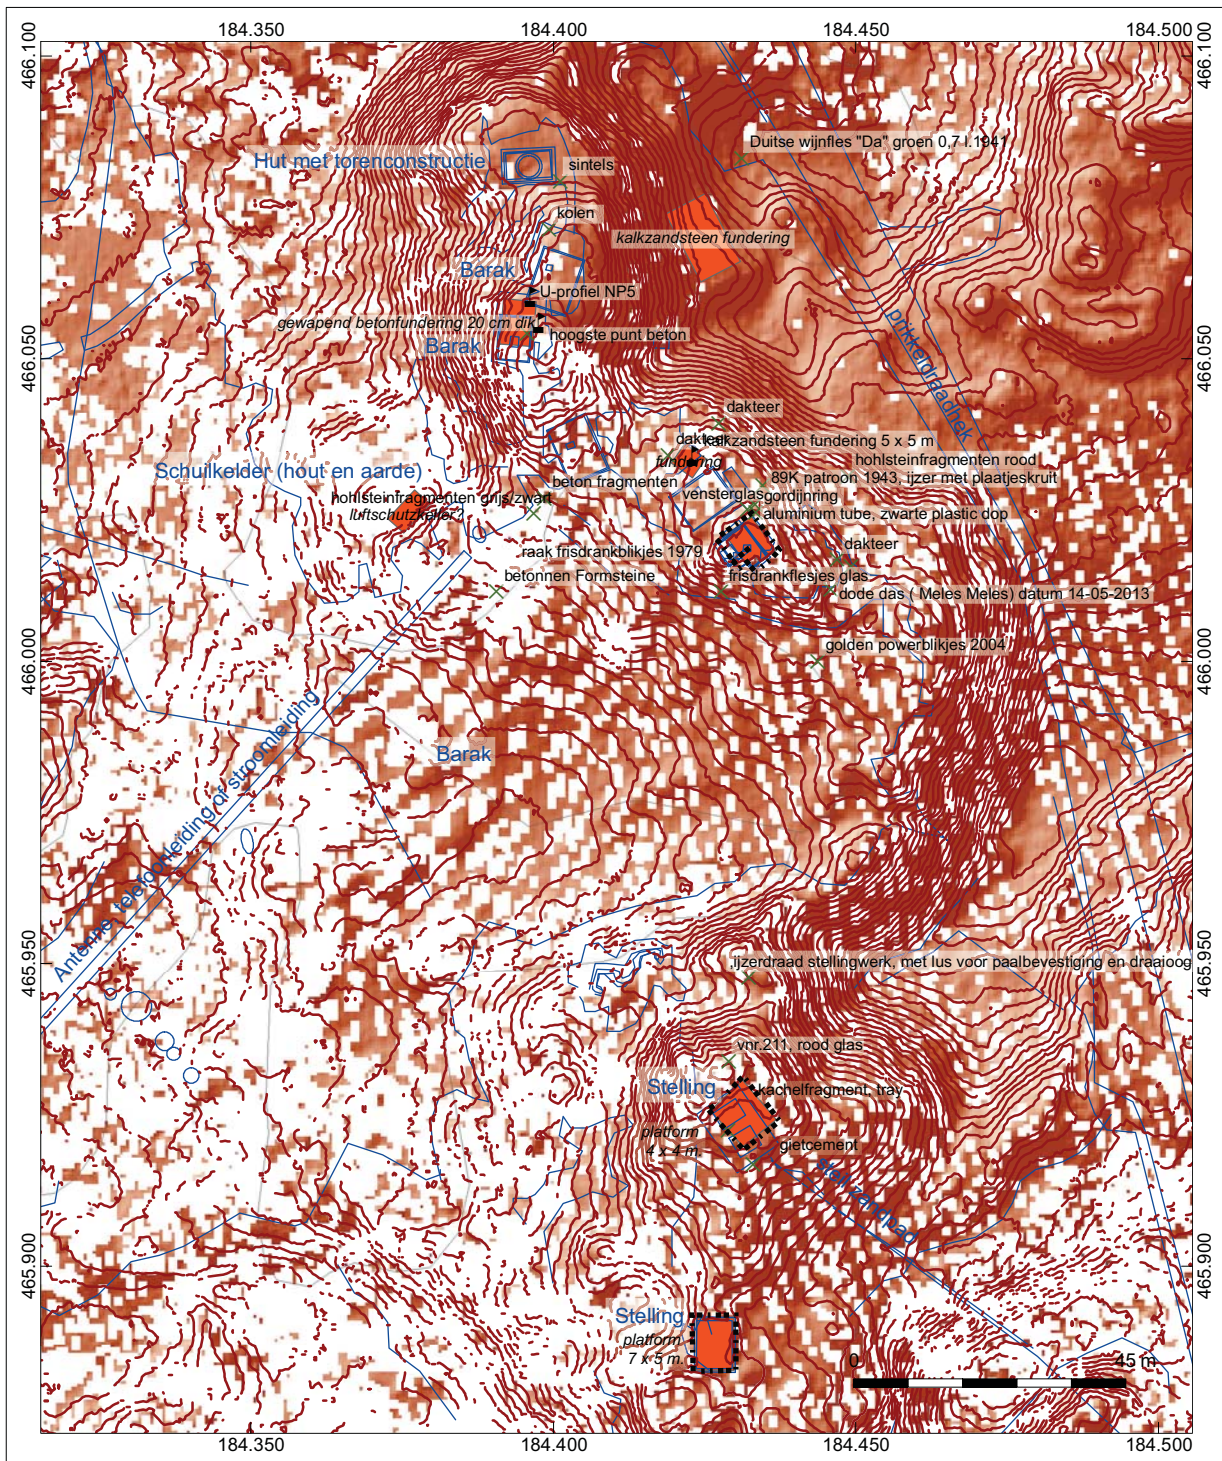 184.350
184.400
184.450
184.500
466.100
466.100
Duitse wijnfles "Da" groen 0,7 l.1941
Hut met torenconstructie
sintels
kolen
kalkzandsteen fundering
Barak
U-profiel NP5
gewapend betonfundering 20 cm dik
hoogste punt beton
Barak
prikkeldraadhek
466.050
466.050
dakteer
dakteer
kalkzandsteen fundering 5 x 5 m
fundering
hohlsteinfragmenten rood
Schuilkelder (hout en aarde)
beton fragmenten
89K patroon 1943, ijzer met plaatjeskruit
hohlsteinfragmenten grijs/zwart
vensterglas
gordijnring
luftschutzkeller?
aluminium tube, zwarte plastic dop
raak frisdrankblikjes 1979
dakteer
betonnen Formsteine
frisdrankflesjes glas
dode das ( Meles Meles) datum 14-05-2013
golden powerblikjes 2004
466.000
466.000
Antenne, telefoonleiding of stroomleiding
Barak
465.950
465.950
,ijzerdraad stellingwerk, met lus voor paalbevestiging en draaioog
vnr.211, rood glas
Stelling
kachelfragment, tray
platform
4 x 4 m.
gietcement
steil zandpad
465.900
465.900
Stelling
platform
7 x 5 m.
0
45 m
184.350
184.400
184.450
184.500